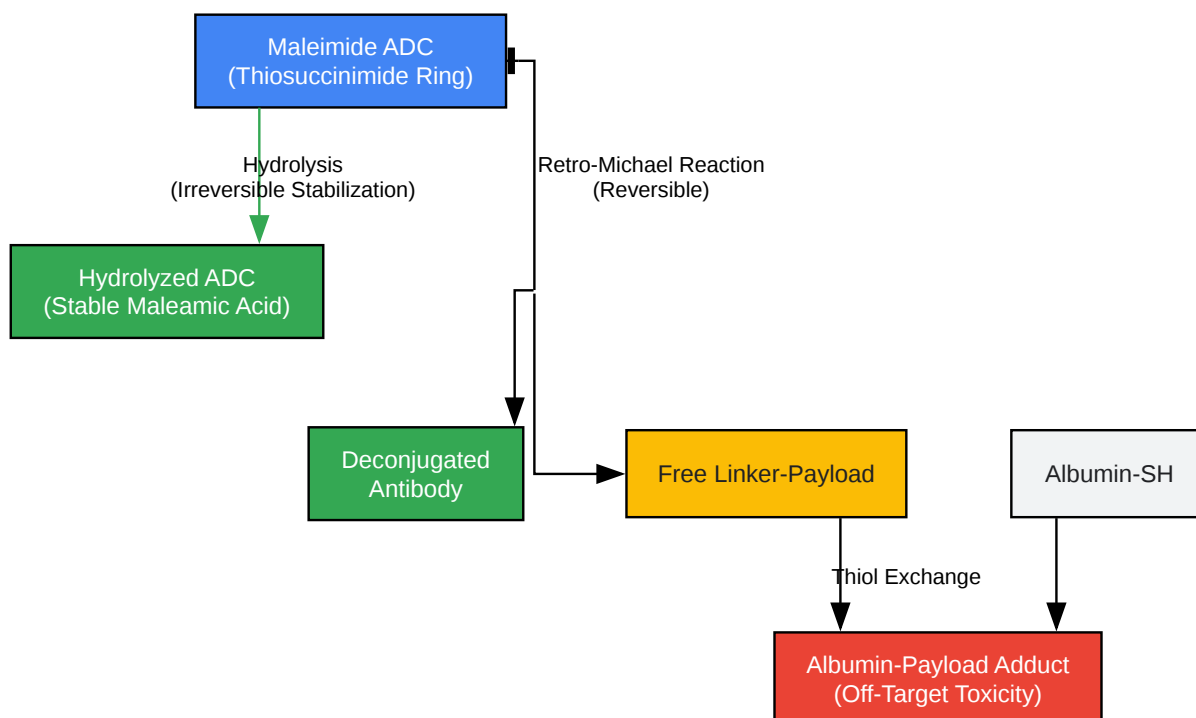 Maleimide ADC
(Thiosuccinimide Ring)
Hydrolysis
(Irreversible Stabilization)
Retro-Michael Reaction
(Reversible)
Hydrolyzed ADC
(Stable Maleamic Acid)
Deconjugated
Antibody
Free Linker-Payload
Albumin-SH
Thiol Exchange
Albumin-Payload Adduct
(Off-Target Toxicity)